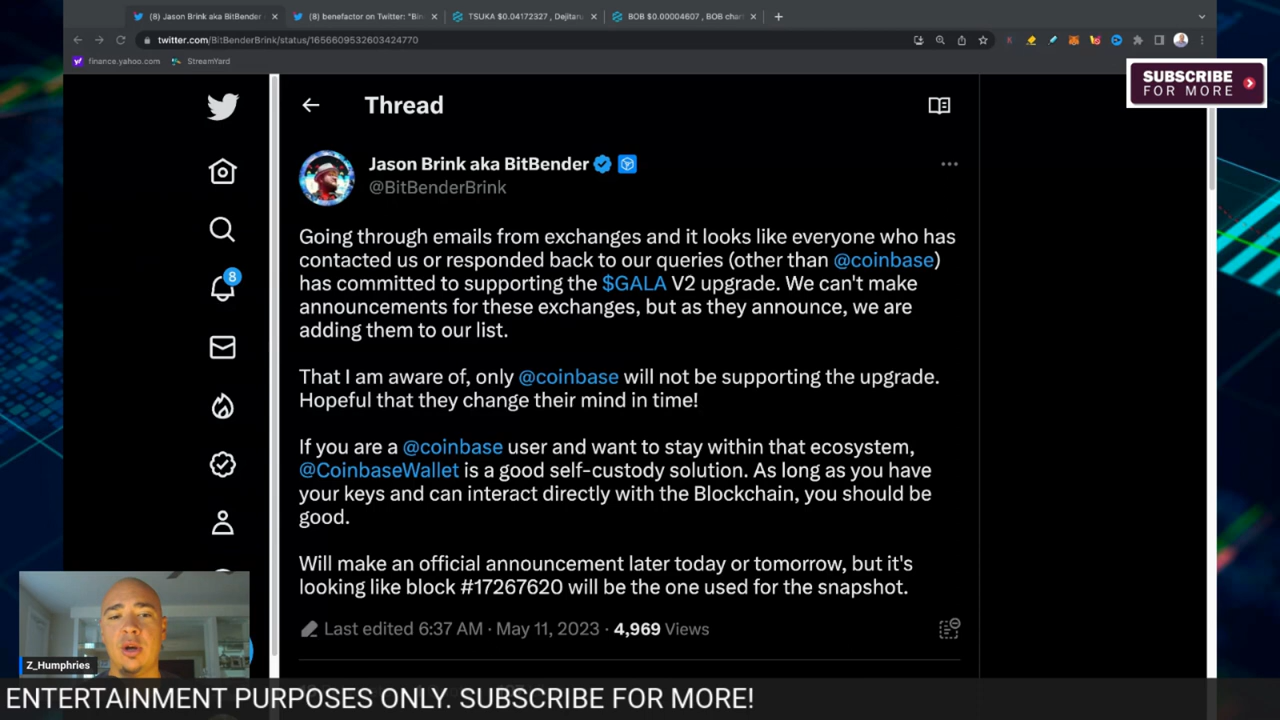 (8) Jason Brink aka BitBender
(8) benefactor on Twitter: "Bin
TSUKA $0.04172327 , Dejitaru
BOB $0.00004607 , BOB char
twitter.com/BitBenderBrink/status/1656609532603424770
finance.yahoo.com
StreamYard
SUBSCRIBE
FOR MORE
Thread
Jason Brink aka BitBender
@BitBenderBrink
Going through emails from exchanges and it looks like everyone who has
contacted us or responded back to our queries (other than @coinbase)
has committed to supporting the $GALA V2 upgrade. We can't make
announcements for these exchanges, but as they announce, we are
adding them to our list.
That I am aware of, only @coinbase will not be supporting the upgrade.
Hopeful that they change their mind in time!
8
If you are a @coinbase user and want to stay within that ecosystem,
@CoinbaseWallet is a good self-custody solution. As long as you have
your keys and can interact directly with the Blockchain, you should be
good.
Will make an official announcement later today or tomorrow, but it's
looking like block #17267620 will be the one used for the snapshot.
Last edited 6:37 AM · May 11, 2023 · 4,969 Views
Z_Humphries
ENTERTAINMENT PURPOSES ONLY. SUBSCRIBE FOR MORE!